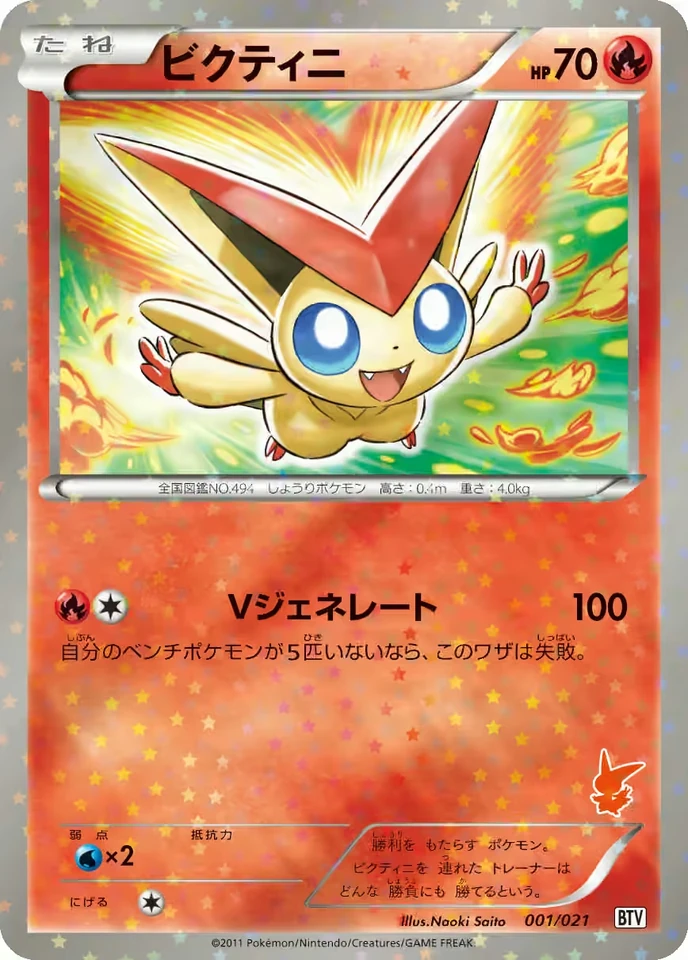 たね
ビクティニ
HP70
全国図鑑NO.494 しょうりポケモン 高さ:0.4m 重さ:4.0kg
Vジェネレート 100
自分のベンチポケモンが5匹いないなら、このワザは失敗。
弱点 抵抗力
×2
にげる
勝利を もたらす ポケモン。
ビクティニを 連れた トレーナーは
どんな 勝負にも 勝てるという。
Illus.Naoki Saito 001/021 BTV
©2011 Pokémon/Nintendo/Creatures/GAME FREAK.